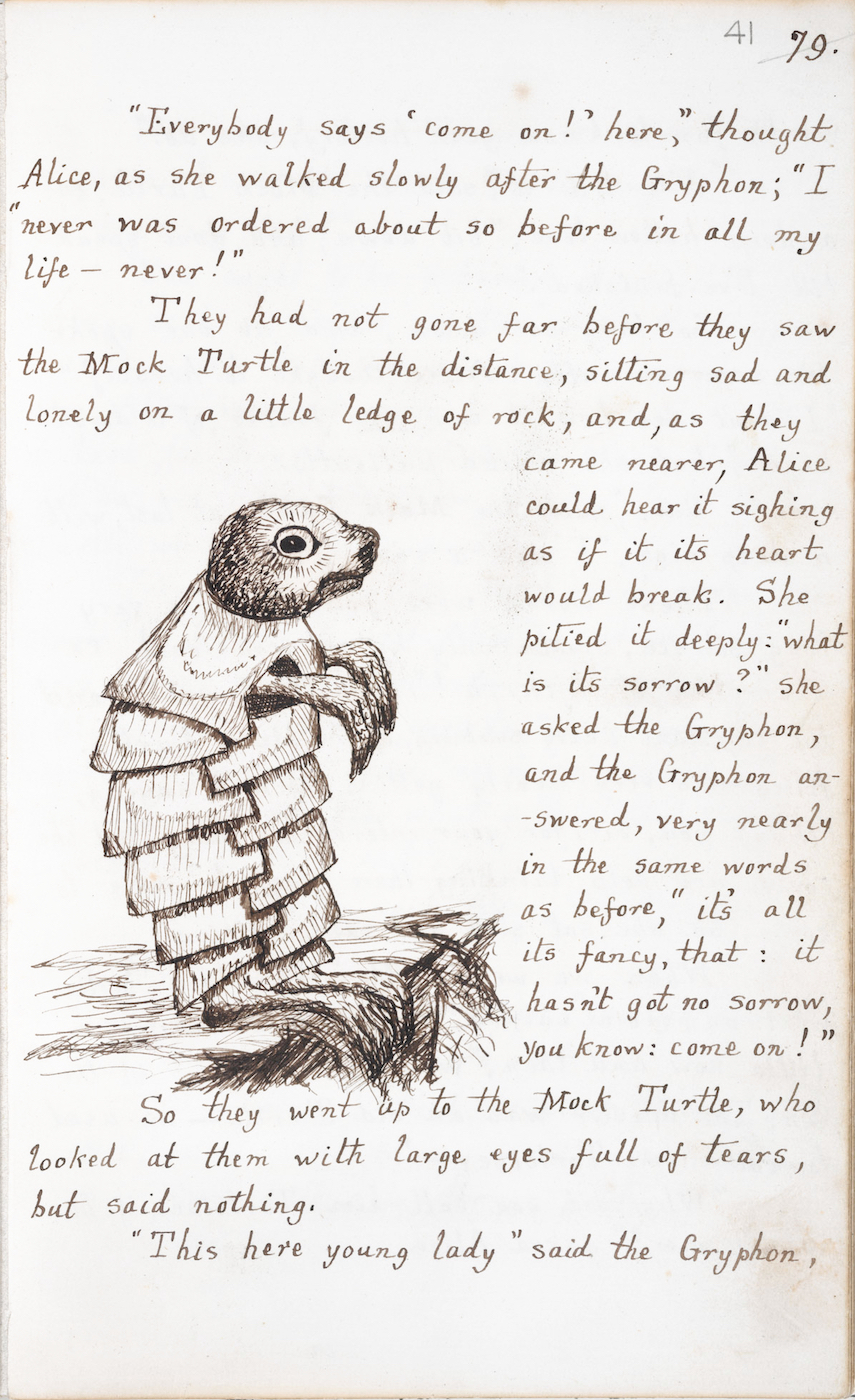 41 79.
"Everybody says 'come on!' here," thought
Alice, as she walked slowly after the Gryphon; "I
"never was ordered about so before in all my
life — never!"
They had not gone far before they saw
the Mock Turtle in the distance, sitting sad and
lonely on a little ledge of rock, and, as they
came nearer, Alice
could hear it sighing
as if it its heart
would break. She
pitied it deeply: "what
is its sorrow?" she
asked the Gryphon,
and the Gryphon an-
-swered, very nearly
in the same words
as before, "it's all
its fancy, that: it
hasn't got no sorrow,
you know: come on!"
So they went up to the Mock Turtle, who
looked at them with large eyes full of tears,
but said nothing.
"This here young lady" said the Gryphon,